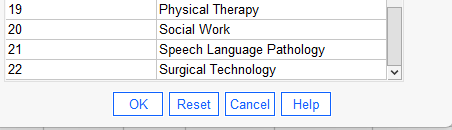 19 Physical Therapy
20 Social Work
21 Speech Language Pathology
22 Surgical Technology
OK Reset Cancel Help